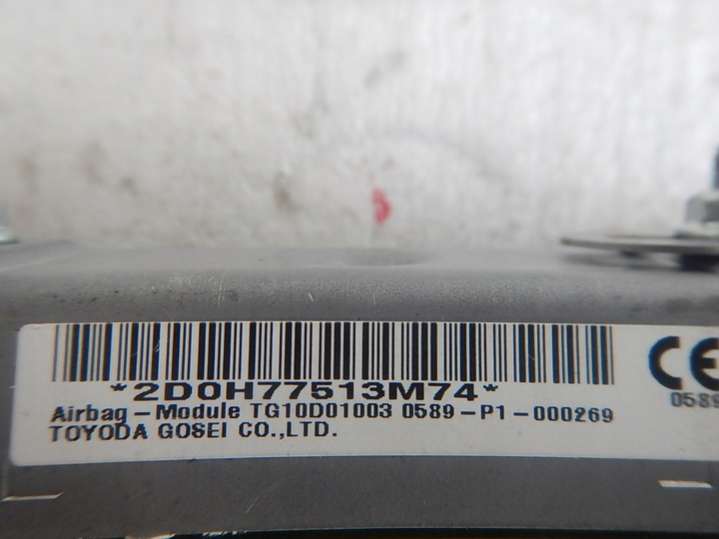 *2D0H77513M74*
Airbag-Module TG10D01003 0589-P1-000269
TOYODA GOSEI CO.,LTD.
CE
0589